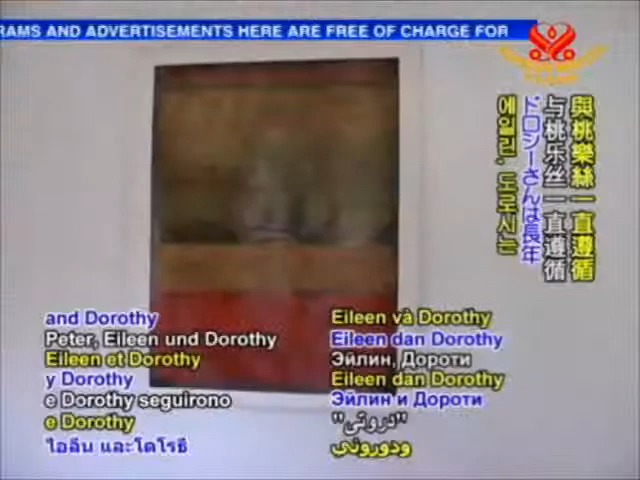 RAMS AND ADVERTISEMENTS HERE ARE FREE OF CHARGE FOR
與桃樂絲一直遵循
与桃乐丝一直遵循
ドロシーさんは長年
에일린, 도로시는
and Dorothy
Peter, Eileen und Dorothy
Eileen et Dorothy
y Dorothy
e Dorothy seguirono
e Dorothy
ไอลีน และโดโรธี
Eileen và Dorothy
Eileen dan Dorothy
Эйлин, Дороти
Eileen dan Dorothy
Эйлин и Дороти
"دروتی"
ودوروثي